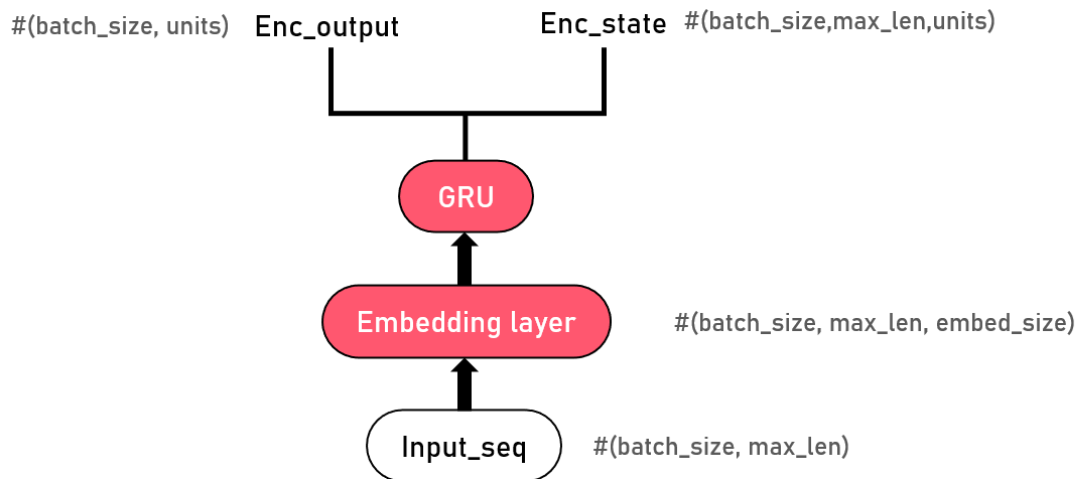 #(batch_size, units) Enc_output Enc_state #(batch_size,max_len,units)
GRU
Embedding layer #(batch_size, max_len, embed_size)
Input_seq #(batch_size, max_len)